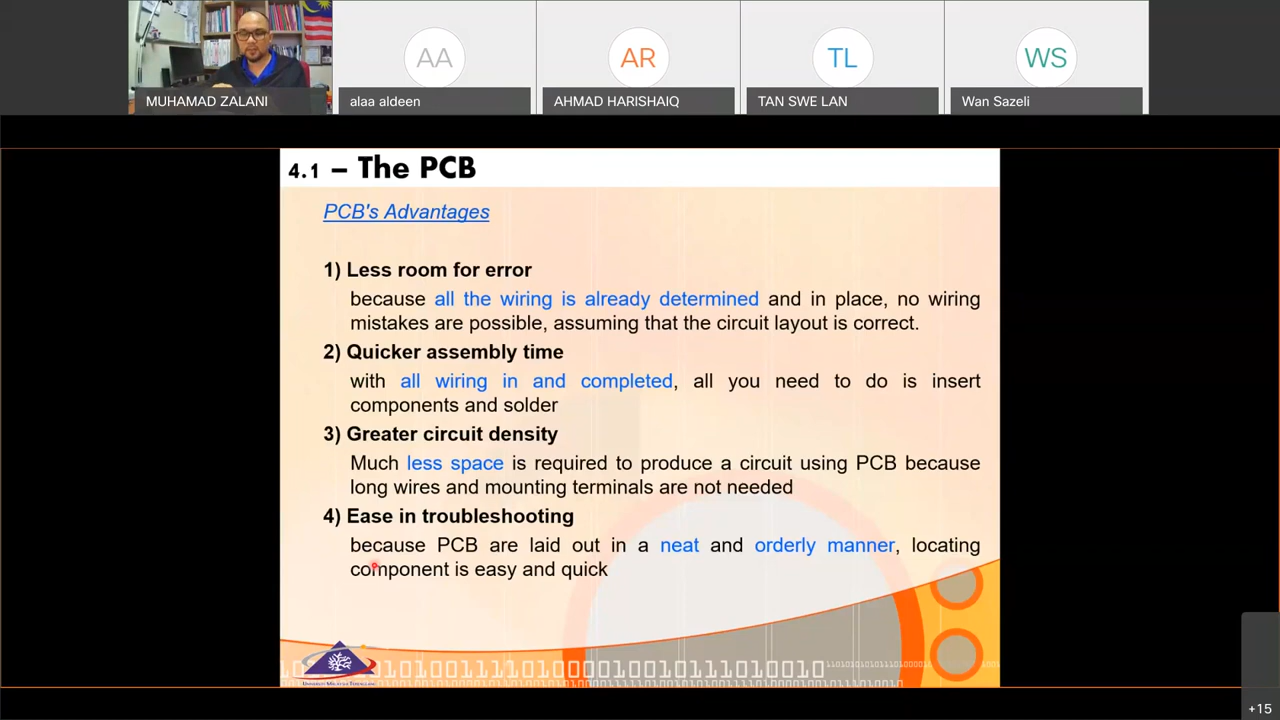 AA
AR
TL
WS
MUHAMAD ZALANI
alaa aldeen
AHMAD HARISHAIQ
TAN SWE LAN
Wan Sazeli
4.1 – The PCB
PCB's Advantages
1) Less room for error
because all the wiring is already determined and in place, no wiring
mistakes are possible, assuming that the circuit layout is correct.
2) Quicker assembly time
with all wiring in and completed, all you need to do is insert
components and solder
3) Greater circuit density
Much less space is required to produce a circuit using PCB because
long wires and mounting terminals are not needed
4) Ease in troubleshooting
because PCB are laid out in a neat and orderly manner, locating
component is easy and quick
+15